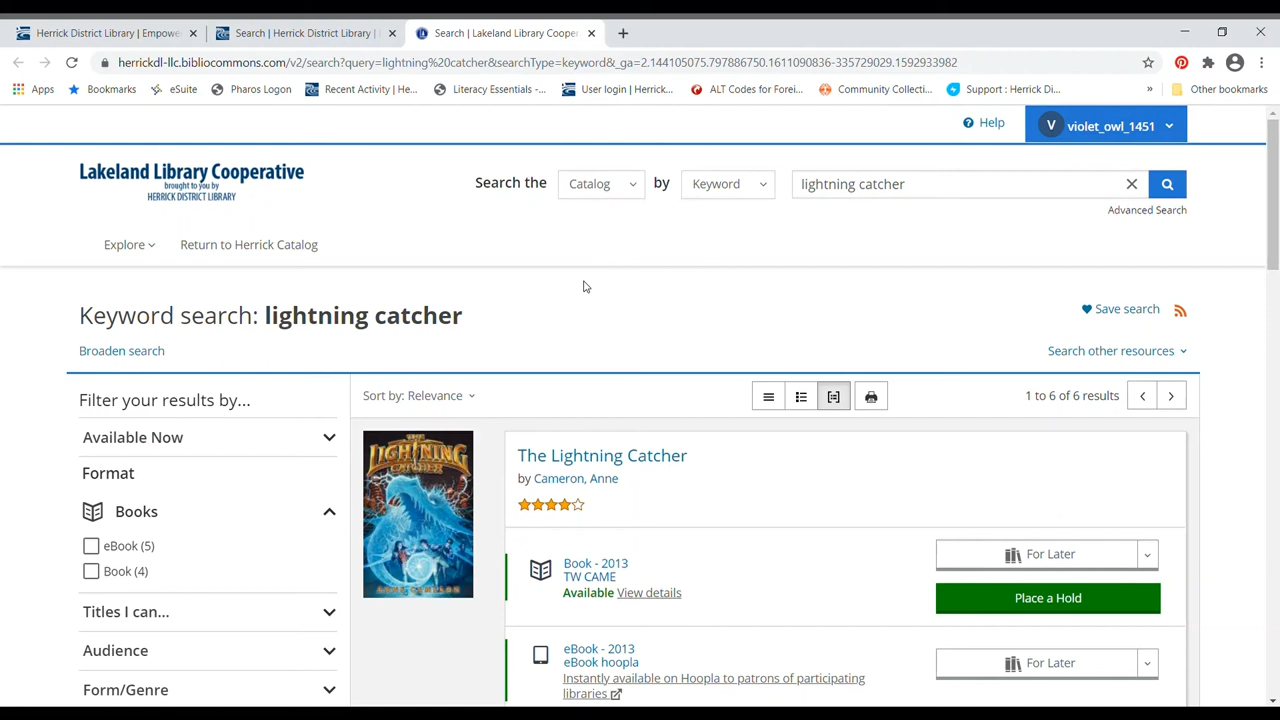 Herrick District Library | Empowe
Search | Herrick District Library |
Search | Lakeland Library Cooper
herrickdl-llc.bibliocommons.com/v2/search?query=lightning%20catcher&searchType=keyword&_ga=2.144105075.797886750.1611090836-335729029.1592933982
Apps
Bookmarks
eSuite
Pharos Logon
Recent Activity | He...
Literacy Essentials -...
User login | Herrick...
ALT Codes for Forei...
Community Collecti...
Support : Herrick Di...
»
Other bookmarks
Help
V violet_owl_1451
Lakeland Library Cooperative
brought to you by
HERRICK DISTRICT LIBRARY
Search the Catalog by Keyword lightning catcher
Advanced Search
Explore
Return to Herrick Catalog
Keyword search: lightning catcher
Save search
Broaden search
Search other resources
Filter your results by...
Sort by: Relevance
1 to 6 of 6 results
Available Now
Format
Books
eBook (5)
Book (4)
Titles I can...
Audience
Form/Genre
THE
LIGHTNING
CATCHER
ANNE CAMERON
The Lightning Catcher
by Cameron, Anne
Book - 2013
TW CAME
Available View details
For Later
Place a Hold
eBook - 2013
eBook hoopla
Instantly available on Hoopla to patrons of participating
libraries
For Later